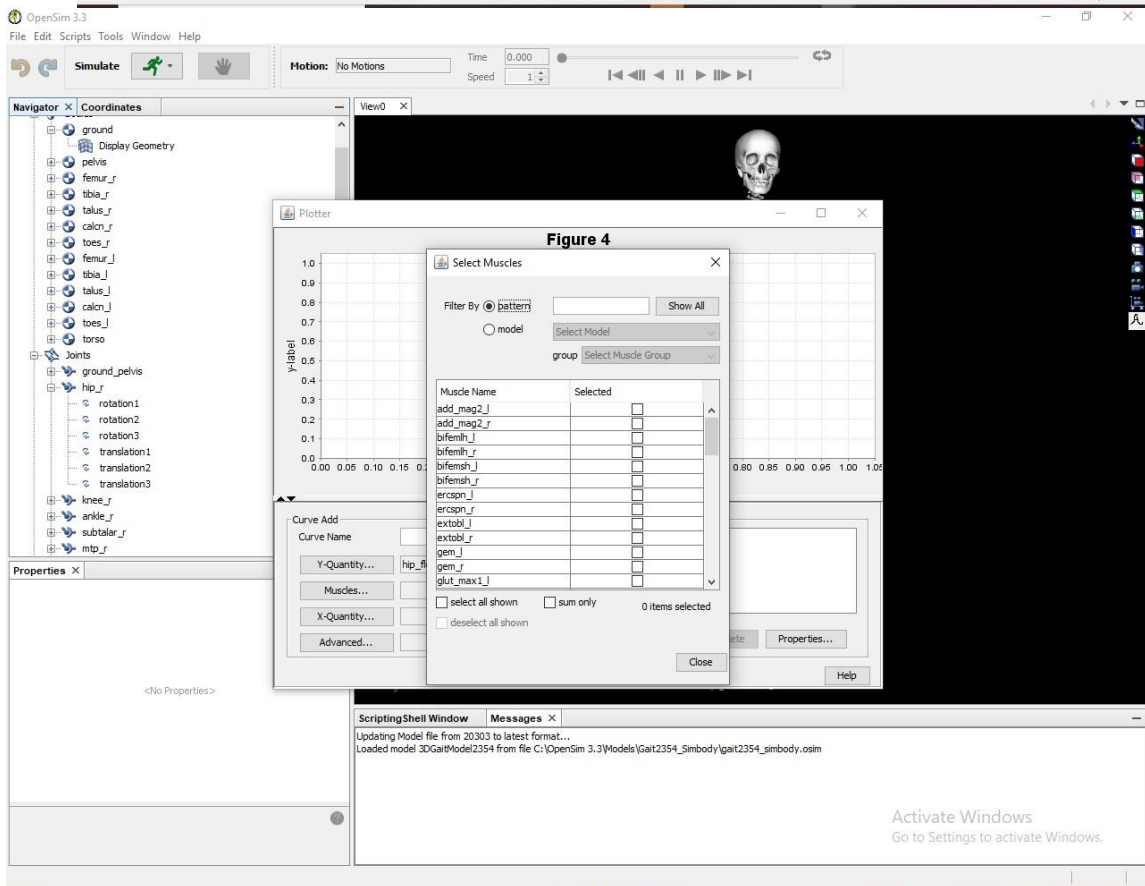 OpenSim 3.3
File Edit Scripts Tools Window Help
Simulate
Motion: No Motions
Time 0.000
Speed 1
Navigator × Coordinates
View0 ×
ground
Display Geometry
pelvis
femur_r
tibia_r
talus_r
calcn_r
toes_r
femur_l
tibia_l
talus_l
calcn_l
toes_l
torso
Joints
ground_pelvis
hip_r
rotation1
rotation2
rotation3
translation1
translation2
translation3
knee_r
ankle_r
subtalar_r
mtp_r
Properties ×
<No Properties>
Plotter
Figure 4
y-label
1.0
0.9
0.8
0.7
0.6
0.5
0.4
0.3
0.2
0.1
0.0
0.00 0.05 0.10 0.15 0.80 0.85 0.90 0.95 1.00
Curve Add
Curve Name
Y-Quantity...
Muscles...
X-Quantity...
Advanced...
Properties...
Help
Select Muscles
Filter By pattern Show All
model Select Model
group Select Muscle Group
Muscle Name Selected
add_mag2_l
add_mag2_r
bifemlh_l
bifemlh_r
bifemsh_l
bifemsh_r
ercspn_l
ercspn_r
extobl_l
extobl_r
gem_l
gem_r
glut_max1_l
select all shown sum only 0 items selected
deselect all shown
Close
ScriptingShell Window Messages ×
Updating Model file from 20303 to latest format...
Loaded model 3DGaitModel2354 from file C:\OpenSim 3.3\Models\Gait2354_Simbody\gait2354_simbody.osim
Activate Windows
Go to Settings to activate Windows.